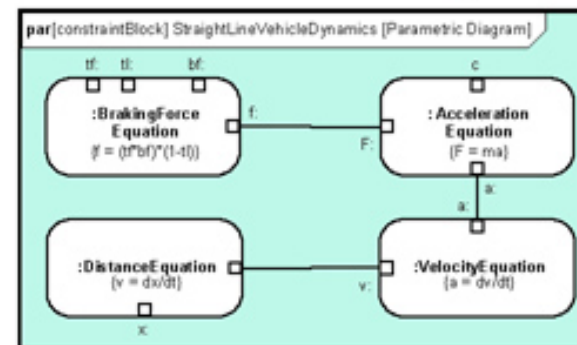 par[constraintBlock] StraightLineVehicleDynamics [Parametric Diagram]
tf: tl: bf: c
:BrakingForce
Equation
{f = (tf*bf)*(1-tl)}
f:
F:
:Acceleration
Equation
{F = ma}
a:
a:
:DistanceEquation
{v = dx/dt}
x:
v:
:VelocityEquation
{a = dv/dt}